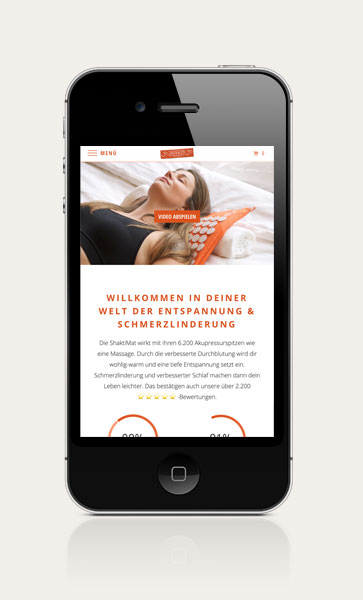 MENÜ
0
VIDEO ABSPIELEN
WILLKOMMEN IN DEINER
WELT DER ENTSPANNUNG &
SCHMERZLINDERUNG
Die ShaktiMat wirkt mit ihren 6.200 Akupressurspitzen wie
eine Massage. Durch die verbesserte Durchblutung wird dir
wohlig-warm und eine tiefe Entspannung setzt ein.
Schmerzlinderung und verbesserter Schlaf machen dann dein
Leben leichter. Das bestätigen auch unsere über 2.200
-Bewertungen.